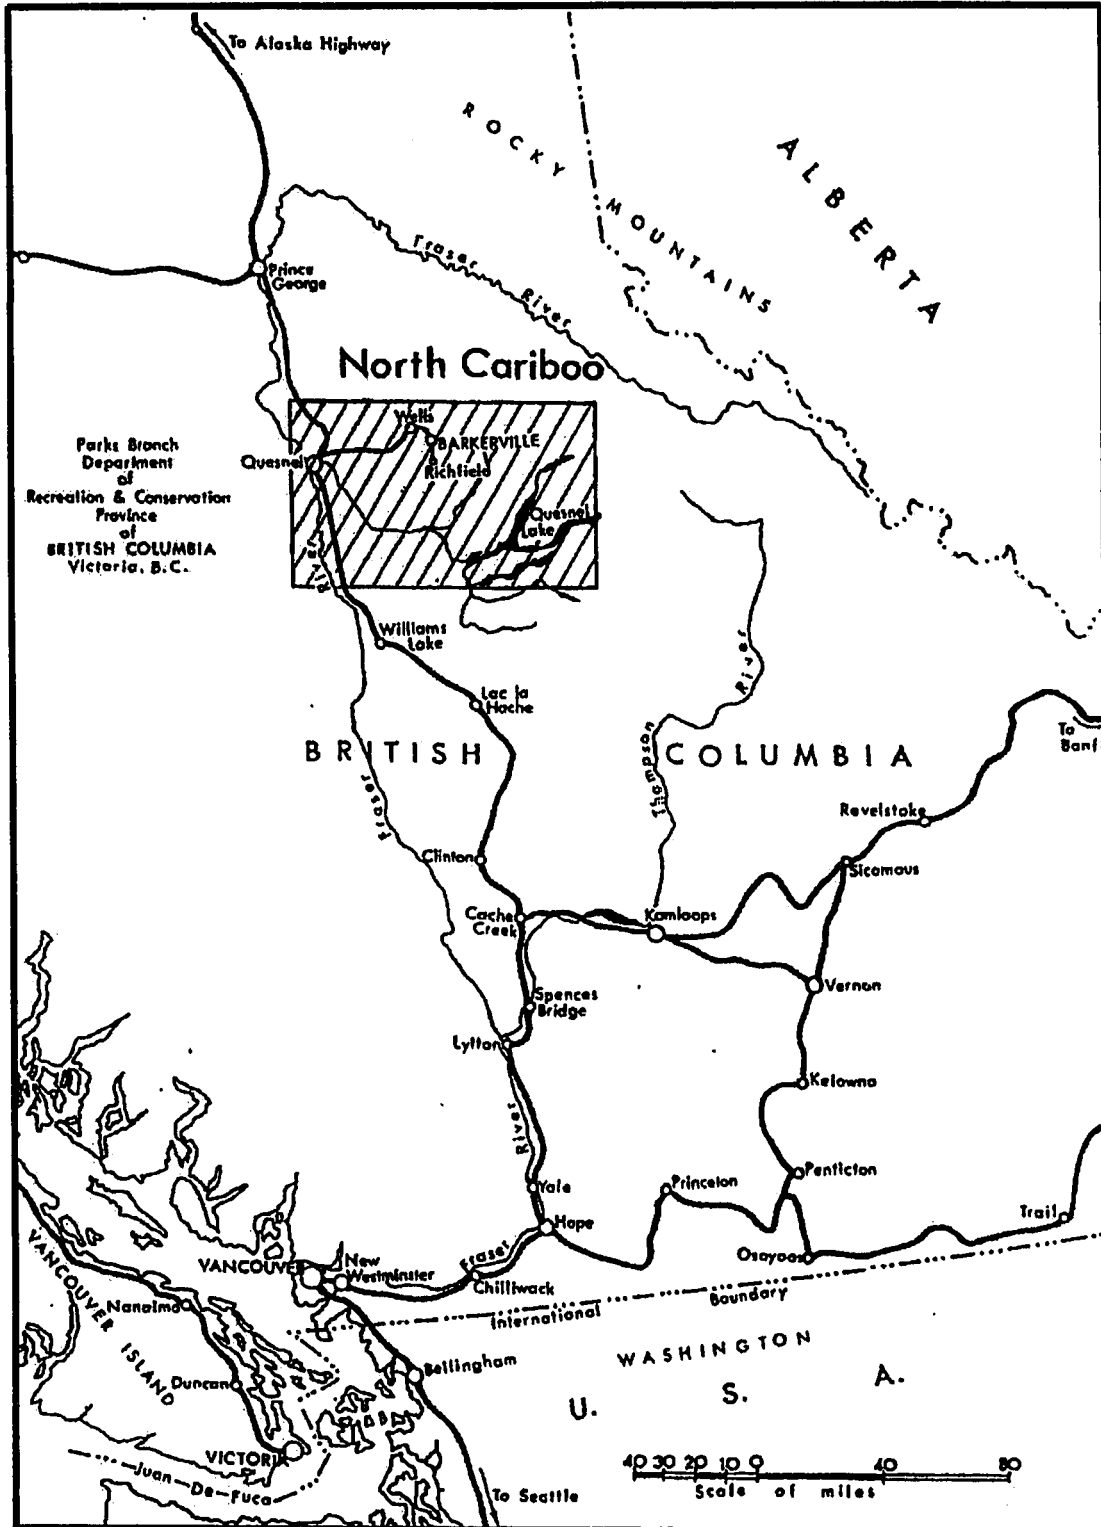 To Alaska Highway
ROCKY MOUNTAINS
ALBERTA
Fraser River
Prince
George
North Cariboo
Parks Branch
Department
of
Recreation & Conservation
Province
of
BRITISH COLUMBIA
Victoria, B.C.
Wells
BARKERVILLE
Quesnel
Richfield
Quesnel
Lake
River
Williams
Lake
Lac la
Hache
BRITISH COLUMBIA
River
Thompson
Fraser
To
Banf
Revelstoke
Clinton
Sicamous
Cache
Creek
Kamloops
Spences
Bridge
Vernon
Lytton
Kelowna
River
Yale
Princeton
Penticton
Hope
Trail
Osoyoos
Fraser
VANCOUVER
New
Westminster
Chilliwack
International Boundary
VANCOUVER ISLAND
Nanaimo
WASHINGTON
Bellingham
Duncan
U. S. A.
VICTORIA
Juan-De-Fuca
To Seattle
40 30 20 10 0 40 80
Scale of miles